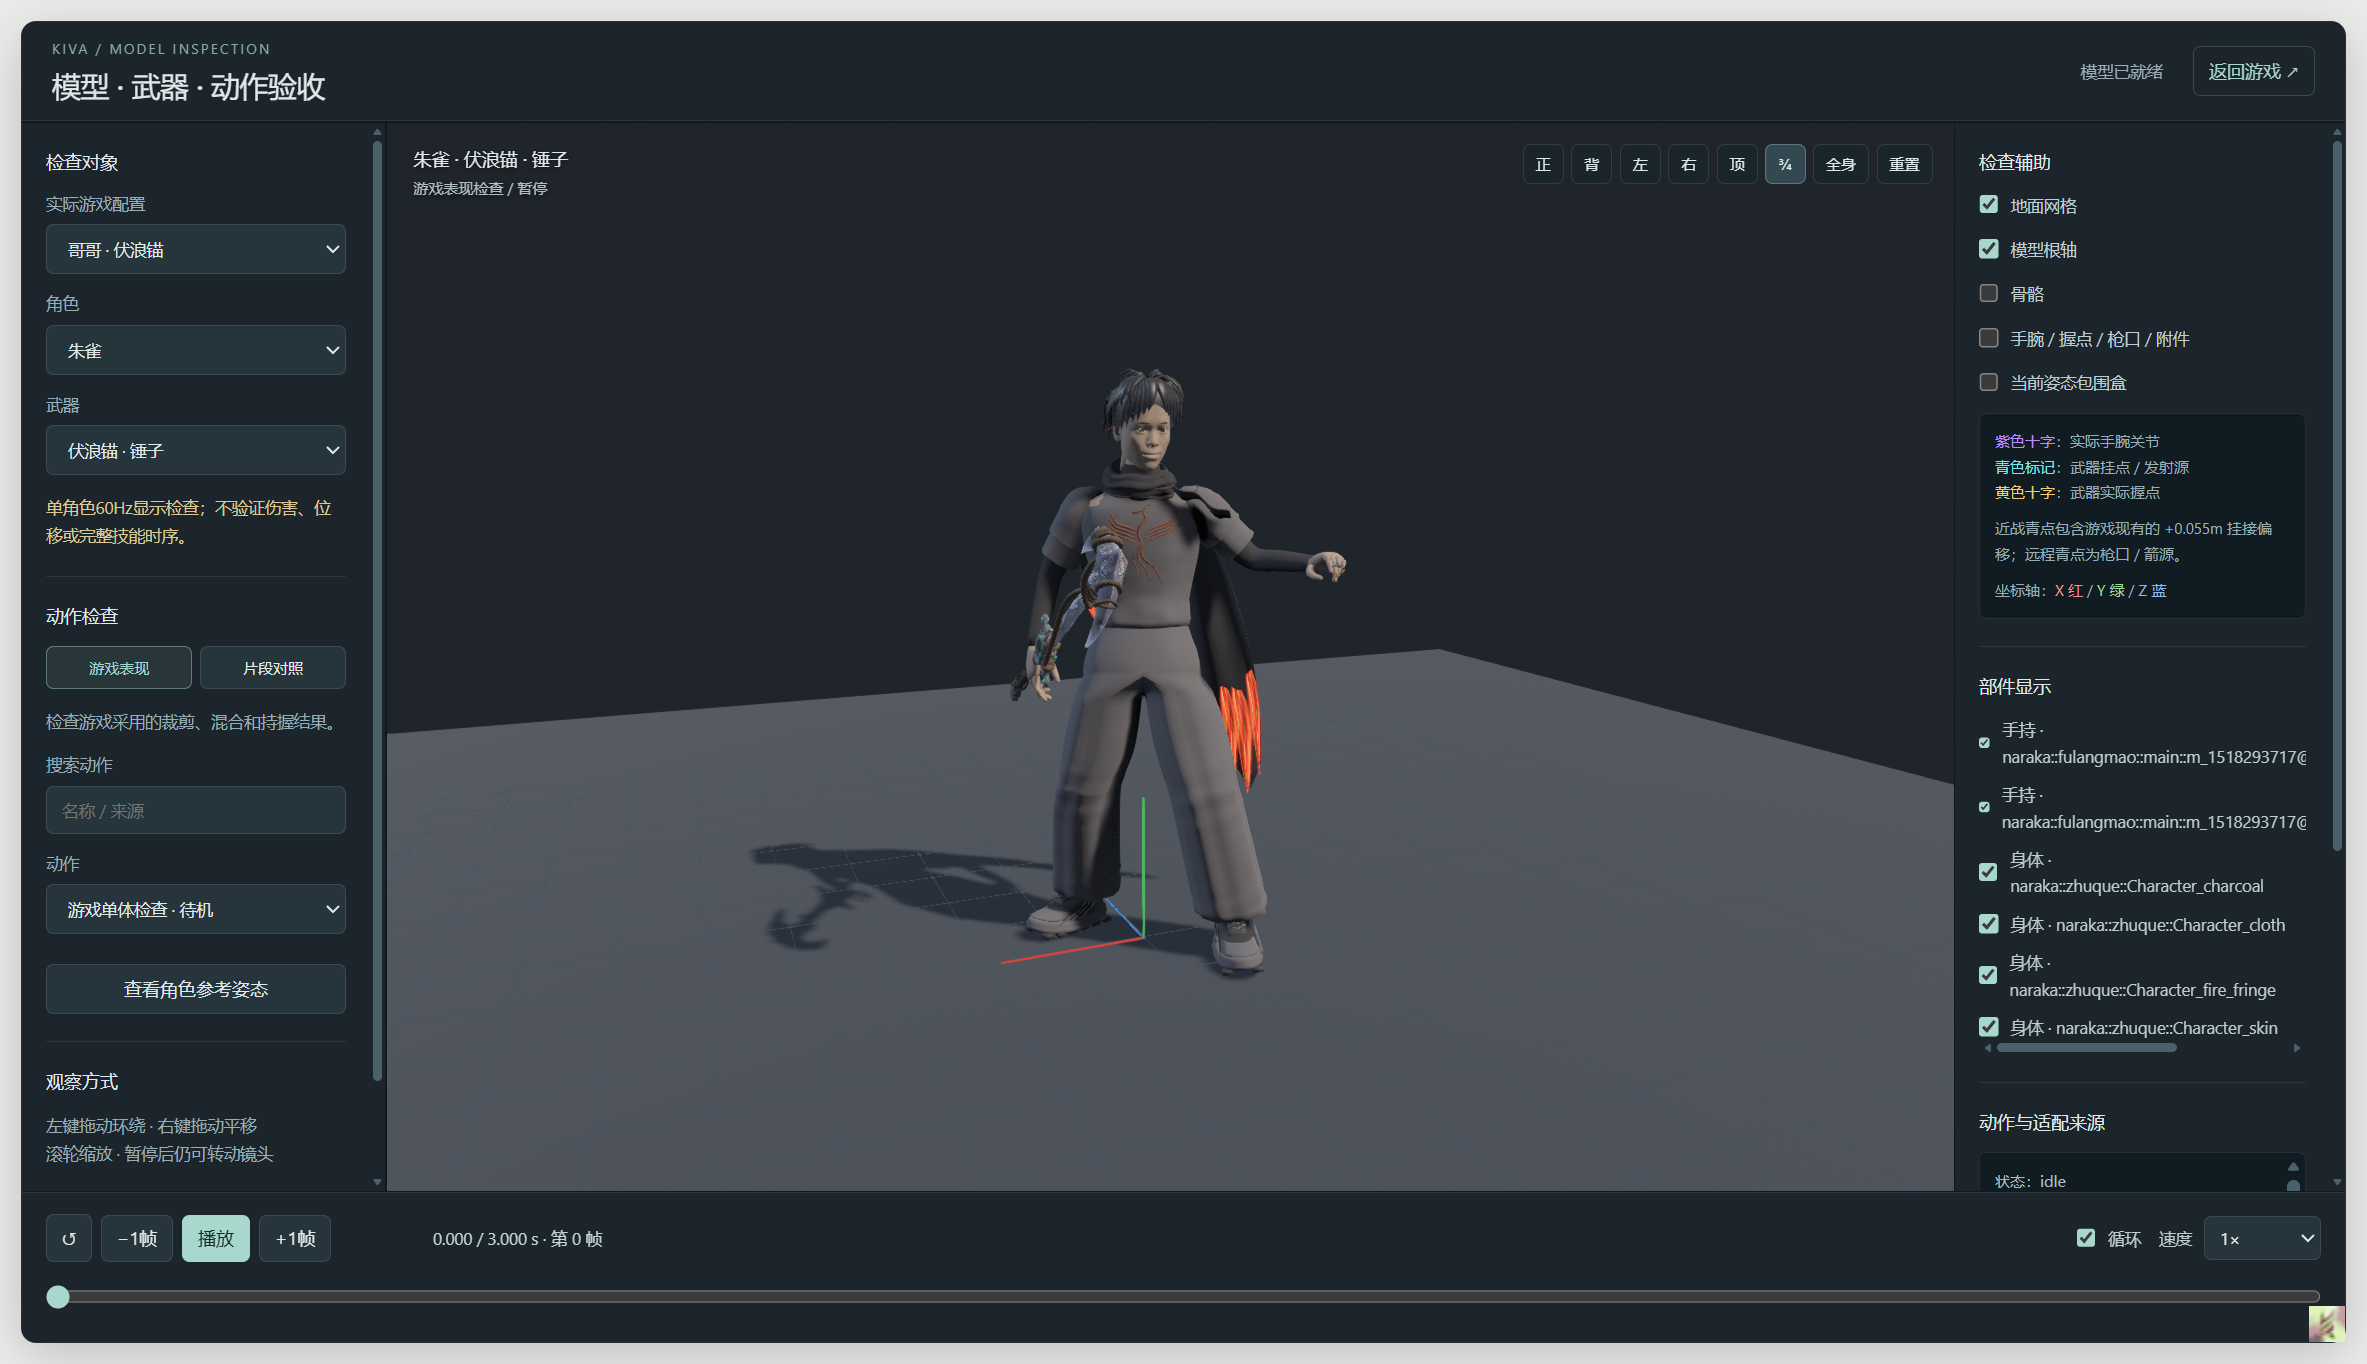 KIVA / MODEL INSPECTION
模型 · 武器 · 动作验收
模型已就绪
返回游戏 ↗
检查对象
实际游戏配置
哥哥 · 伏浪锚
角色
朱雀
武器
伏浪锚 · 锤子
单角色60Hz显示检查；不验证伤害、位
移或完整技能时序。
动作检查
游戏表现
片段对照
检查游戏采用的裁剪、混合和持握结果。
搜索动作
名称 / 来源
动作
游戏单体检查 · 待机
查看角色参考姿态
观察方式
左键拖动环绕 · 右键拖动平移
滚轮缩放 · 暂停后仍可转动镜头
朱雀 · 伏浪锚 · 锤子
游戏表现检查 / 暂停
正
背
左
右
顶
¾
全身
重置
检查辅助
地面网格
模型根轴
骨骼
手腕 / 握点 / 枪口 / 附件
当前姿态包围盒
紫色十字：实际手腕关节
青色标记：武器挂点 / 发射源
黄色十字：武器实际握点
近战青点包含游戏现有的 +0.055m 挂接偏
移；远程青点为枪口 / 箭源。
坐标轴：X 红 / Y 绿 / Z 蓝
部件显示
手持 ·
naraka::fulangmao::main::m_1518293717@
手持 ·
naraka::fulangmao::main::m_1518293717@
身体 ·
naraka::zhuque::Character_charcoal
身体 · naraka::zhuque::Character_cloth
身体 ·
naraka::zhuque::Character_fire_fringe
身体 · naraka::zhuque::Character_skin
动作与适配来源
状态：idle
↺
−1帧
播放
+1帧
0.000 / 3.000 s · 第 0 帧
循环
速度
1×